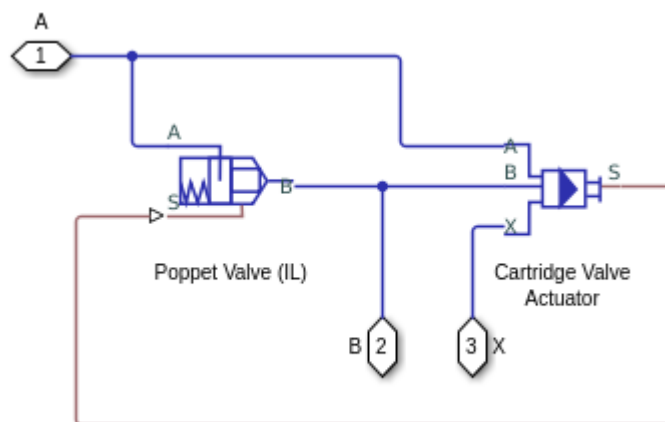 A
1
A
A
B
B
S
S
X
Poppet Valve (IL)
Cartridge Valve
Actuator
B
2
3
X